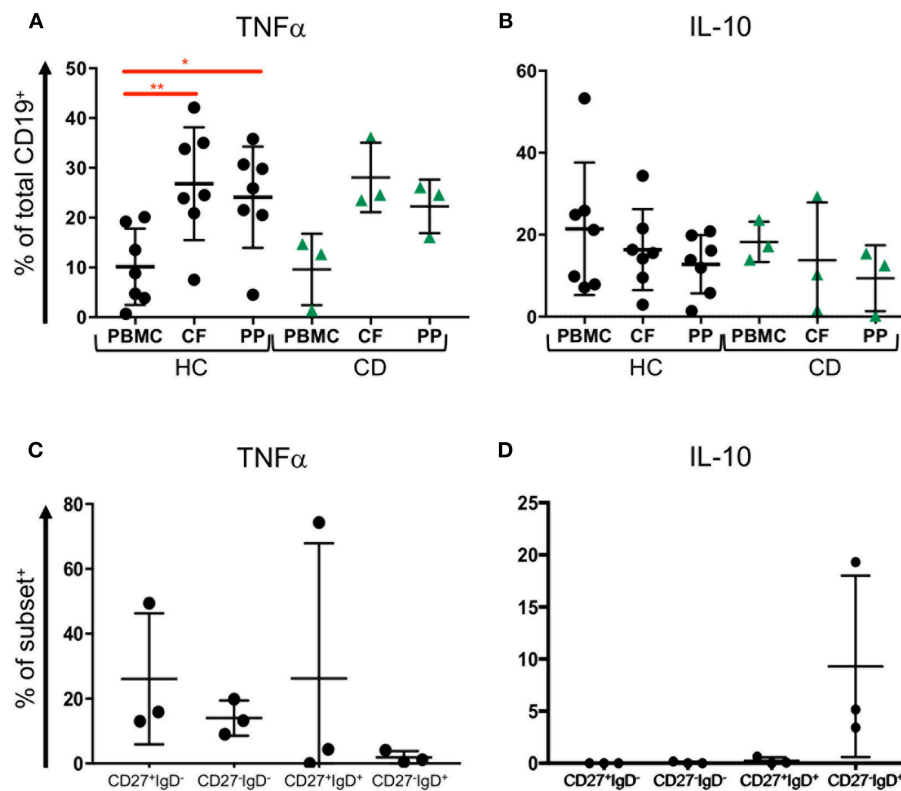 A
TNFα
% of total CD19⁺
50
40
30
20
10
0
*
**
PBMC CF PP PBMC CF PP
HC CD
B
IL-10
60
40
20
0
PBMC CF PP PBMC CF PP
HC CD
C
TNFα
% of subset⁺
80
60
40
20
0
CD27⁺IgD⁻ CD27⁻IgD⁻ CD27⁺IgD⁺ CD27⁻IgD⁺
D
IL-10
25
20
15
10
5
0
CD27⁺IgD⁻ CD27⁻IgD⁻ CD27⁺IgD⁺ CD27⁻IgD⁺